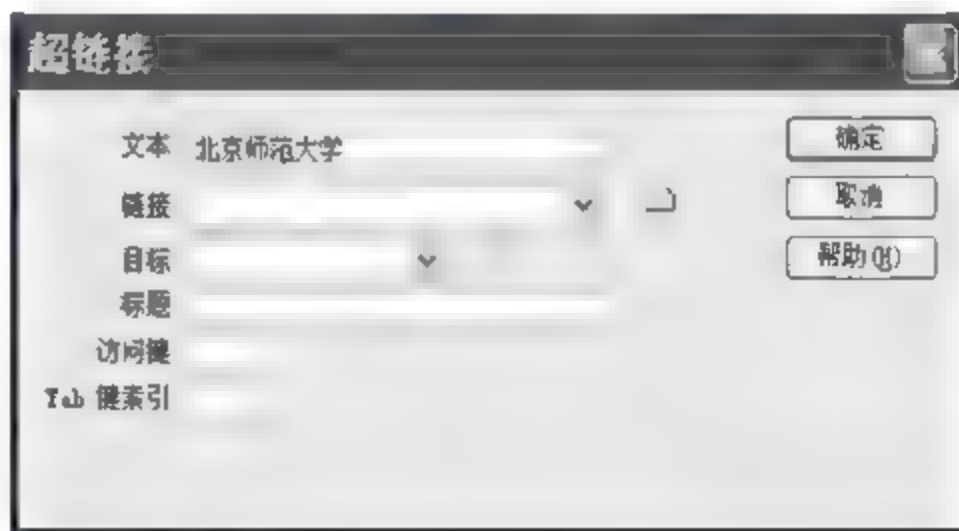 超链接
文本 北京师范大学
确定
链接
取消
目标
帮助(H)
标题
访问键
Tab 键索引